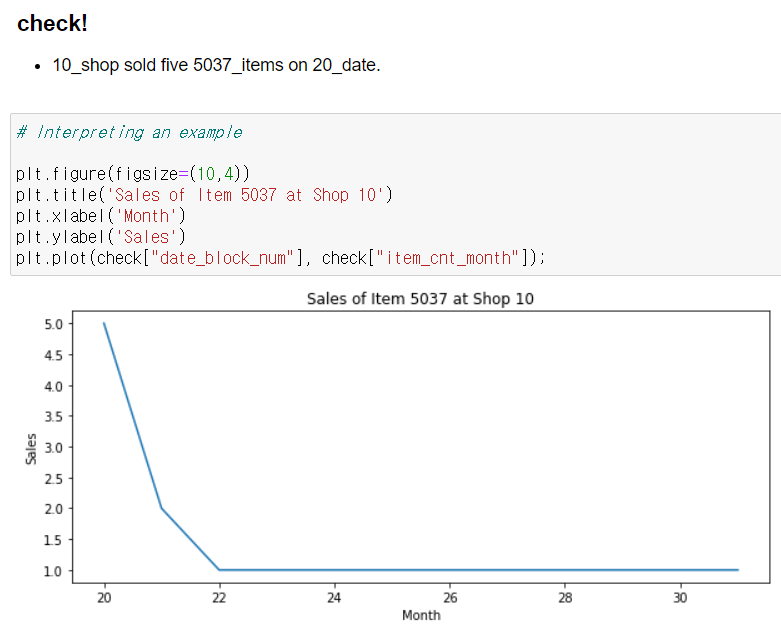 check!
• 10_shop sold five 5037_items on 20_date.
# Interpreting an example
plt.figure(figsize=(10,4))
plt.title('Sales of Item 5037 at Shop 10')
plt.xlabel('Month')
plt.ylabel('Sales')
plt.plot(check["date_block_num"], check["item_cnt_month"]);
Sales of Item 5037 at Shop 10
5.0
4.5
4.0
3.5
3.0
2.5
2.0
1.5
1.0
Sales
20 22 24 26 28 30
Month